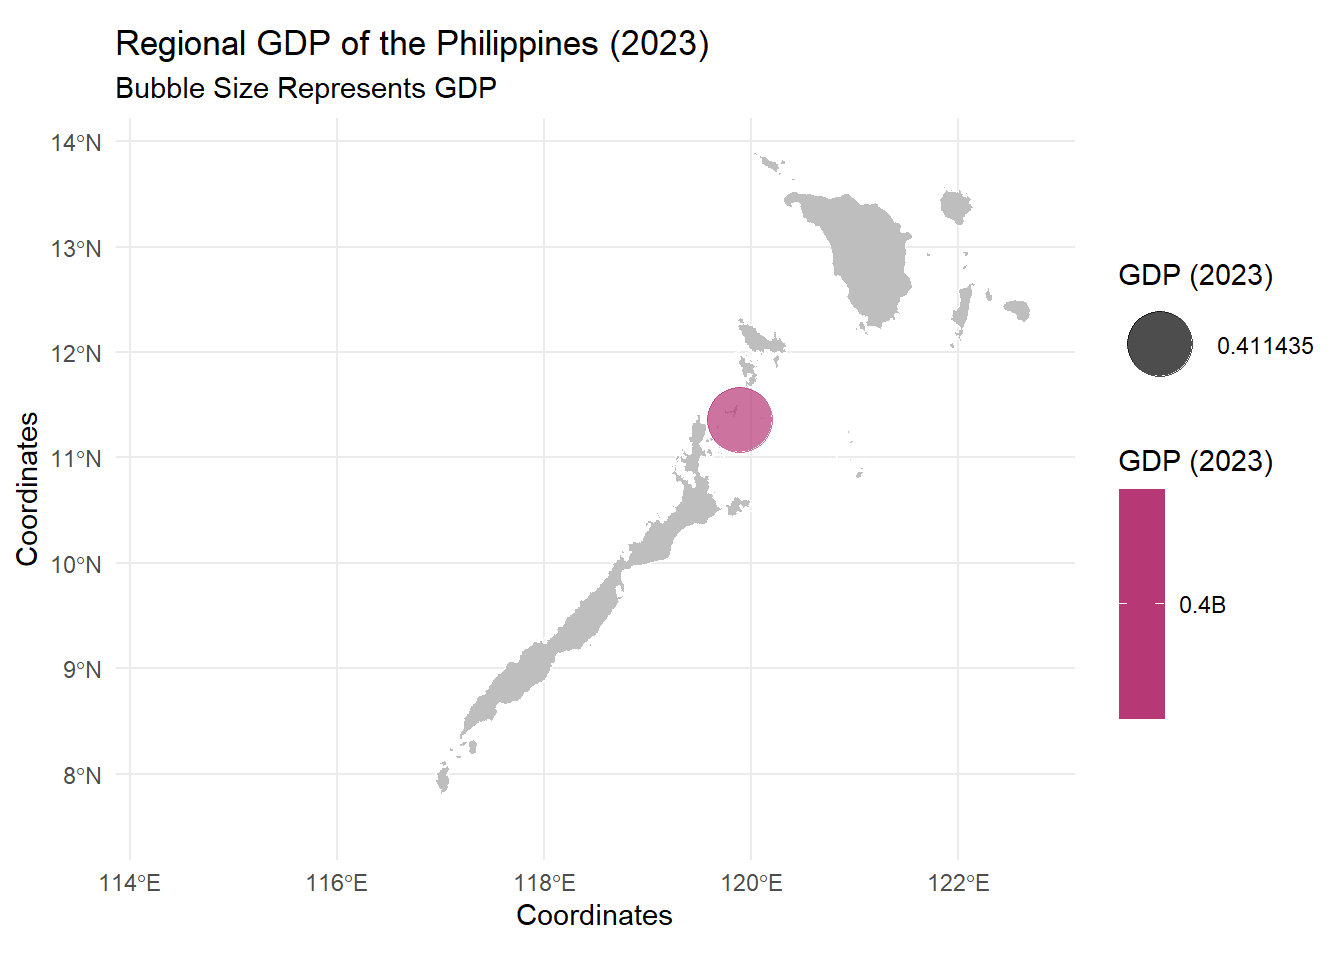 Regional GDP of the Philippines (2023)
Bubble Size Represents GDP
14°N
13°N
12°N
11°N
10°N
9°N
8°N
Coordinates
114°E
116°E
118°E
120°E
122°E
Coordinates
GDP (2023)
0.411435
GDP (2023)
0.4B